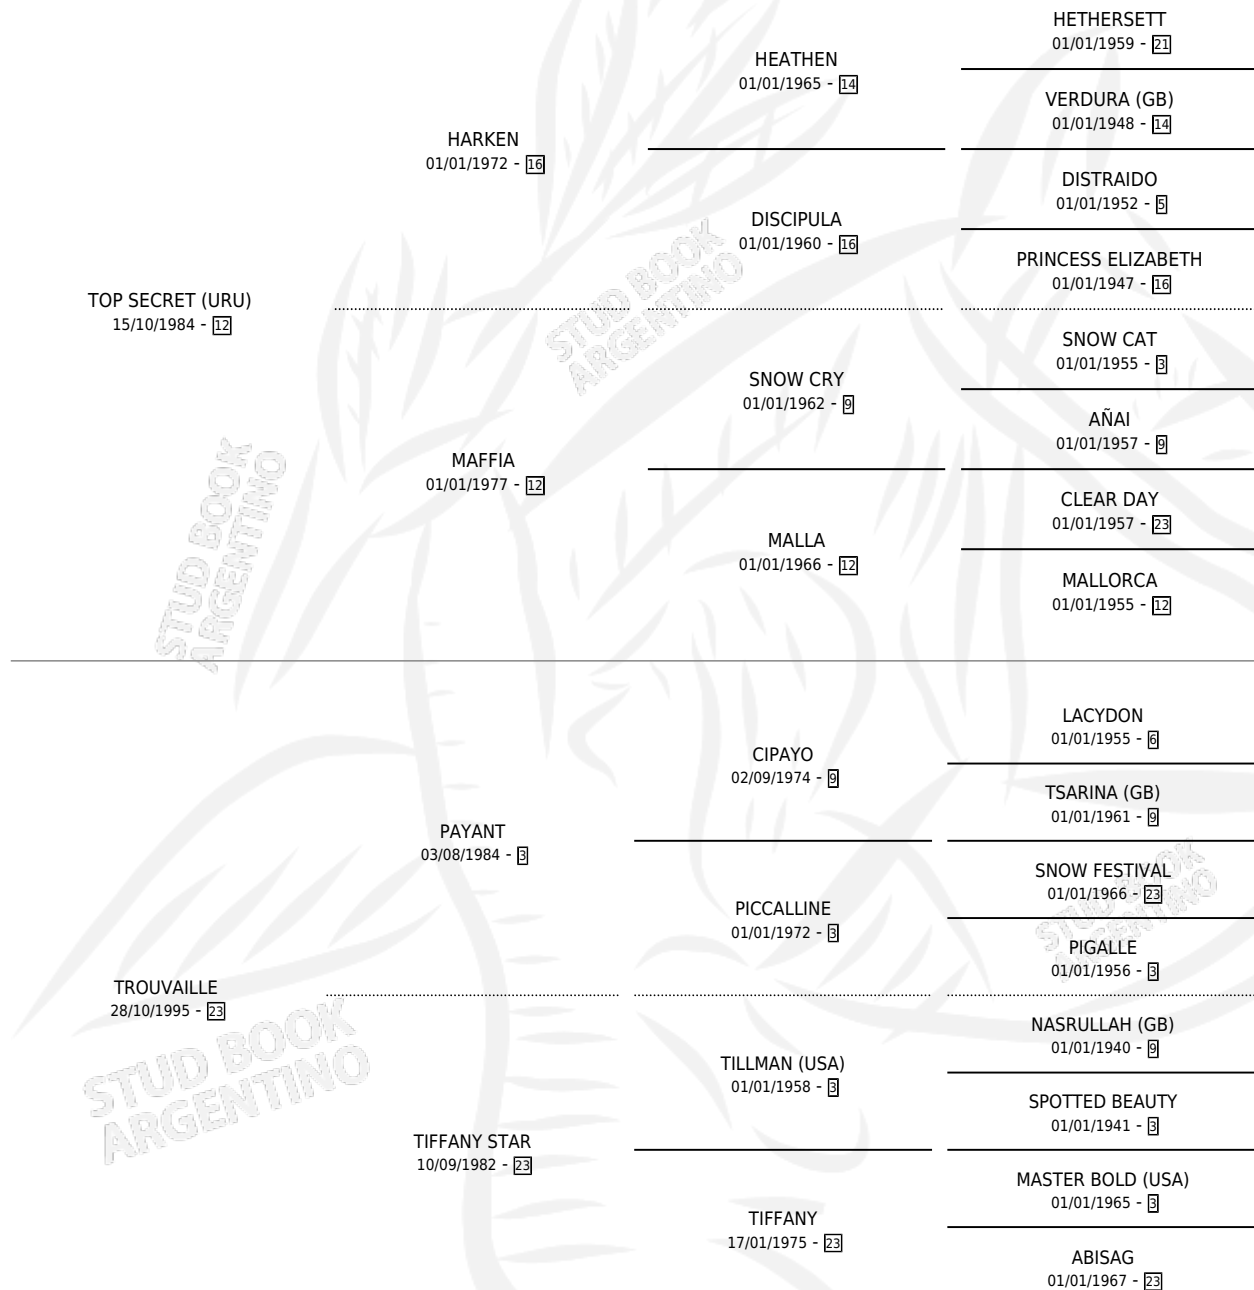 HETHERSETT
01/01/1959 - 21
HEATHEN
01/01/1965 - 14
VERDURA (GB)
01/01/1948 - 14
HARKEN
01/01/1972 - 16
DISTRAIDO
01/01/1952 - 5
DISCIPULA
01/01/1960 - 16
PRINCESS ELIZABETH
01/01/1947 - 16
TOP SECRET (URU)
15/10/1984 - 12
STUD BOOK
ARGENTINO
SNOW CAT
01/01/1955 - 3
SNOW CRY
01/01/1962 - 9
AÑAI
01/01/1957 - 9
MAFFIA
01/01/1977 - 12
CLEAR DAY
01/01/1957 - 23
MALLA
01/01/1966 - 12
MALLORCA
01/01/1955 - 12
STUD BOOK
ARGENTINO
LACYDON
01/01/1955 - 6
CIPAYO
02/09/1974 - 9
TSARINA (GB)
01/01/1961 - 9
PAYANT
03/08/1984 - 3
SNOW FESTIVAL
01/01/1966 - 23
PICCALLINE
01/01/1972 - 3
STUD BOOK
ARGENTINO
PIGALLE
01/01/1956 - 3
TROUVAILLE
28/10/1995 - 23
NASRULLAH (GB)
01/01/1940 - 9
STUD BOOK
ARGENTINO
TILLMAN (USA)
01/01/1958 - 3
SPOTTED BEAUTY
01/01/1941 - 3
TIFFANY STAR
10/09/1982 - 23
MASTER BOLD (USA)
01/01/1965 - 3
TIFFANY
17/01/1975 - 23
ABISAG
01/01/1967 - 23